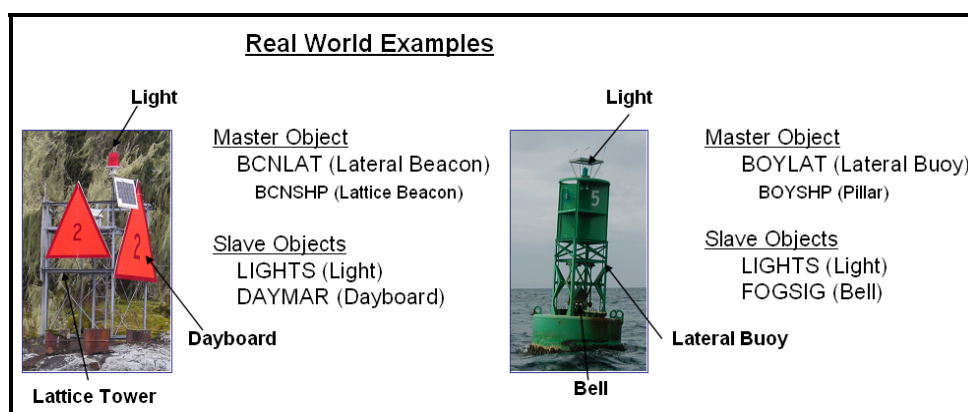 Real World Examples
Light
Master Object
BCNLAT (Lateral Beacon)
BCNSHP (Lattice Beacon)
Slave Objects
LIGHTS (Light)
DAYMAR (Dayboard)
2
2
Dayboard
Lattice Tower
Light
Master Object
BOYLAT (Lateral Buoy)
BOYSHP (Pillar)
Slave Objects
LIGHTS (Light)
FOGSIG (Bell)
5
Lateral Buoy
Bell